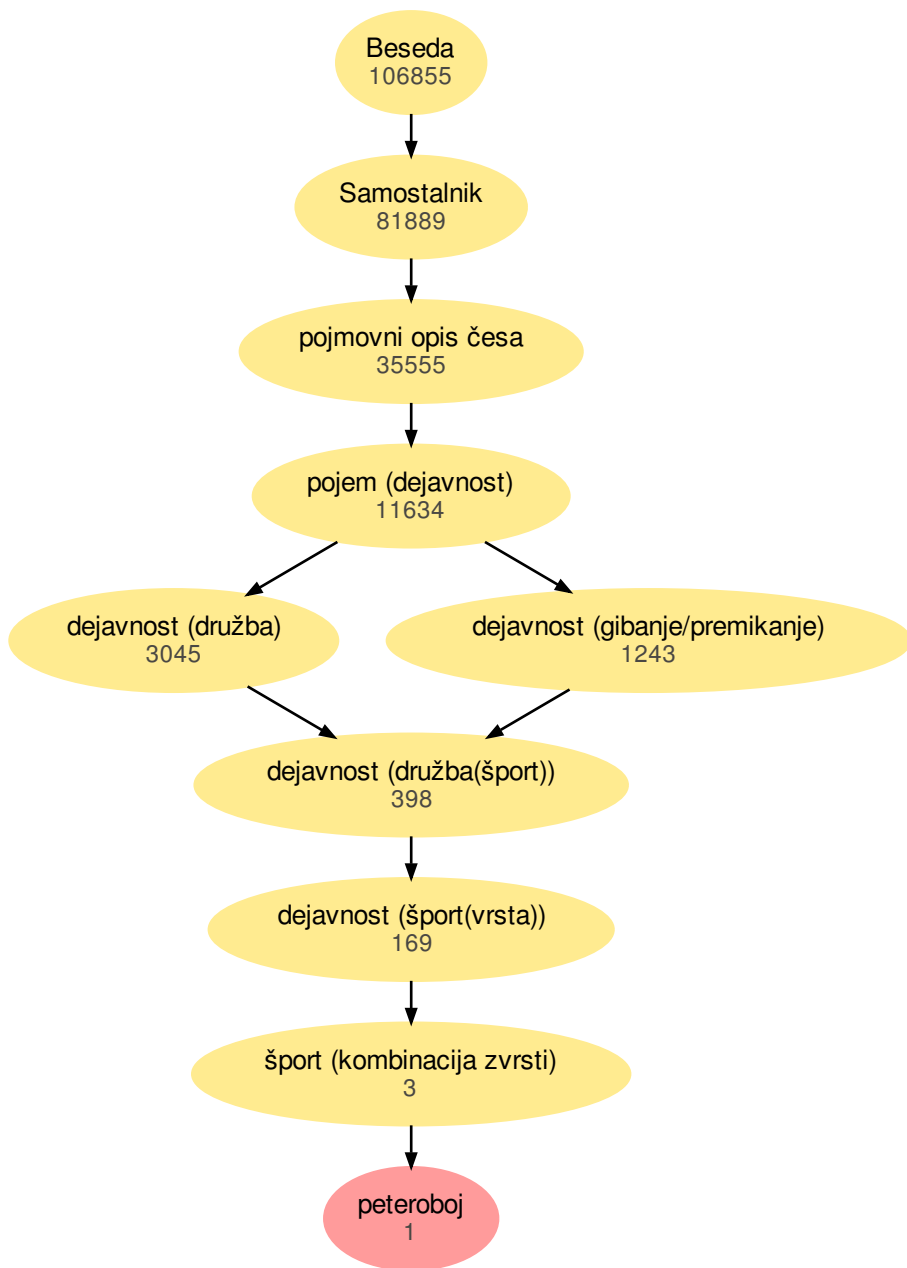 Beseda
106855
Samostalnik
81889
pojmovni opis česa
35555
pojem (dejavnost)
11634
dejavnost (družba)
3045
dejavnost (gibanje/premikanje)
1243
dejavnost (družba(šport))
398
dejavnost (šport(vrsta))
169
šport (kombinacija zvrsti)
3
peteroboj
1